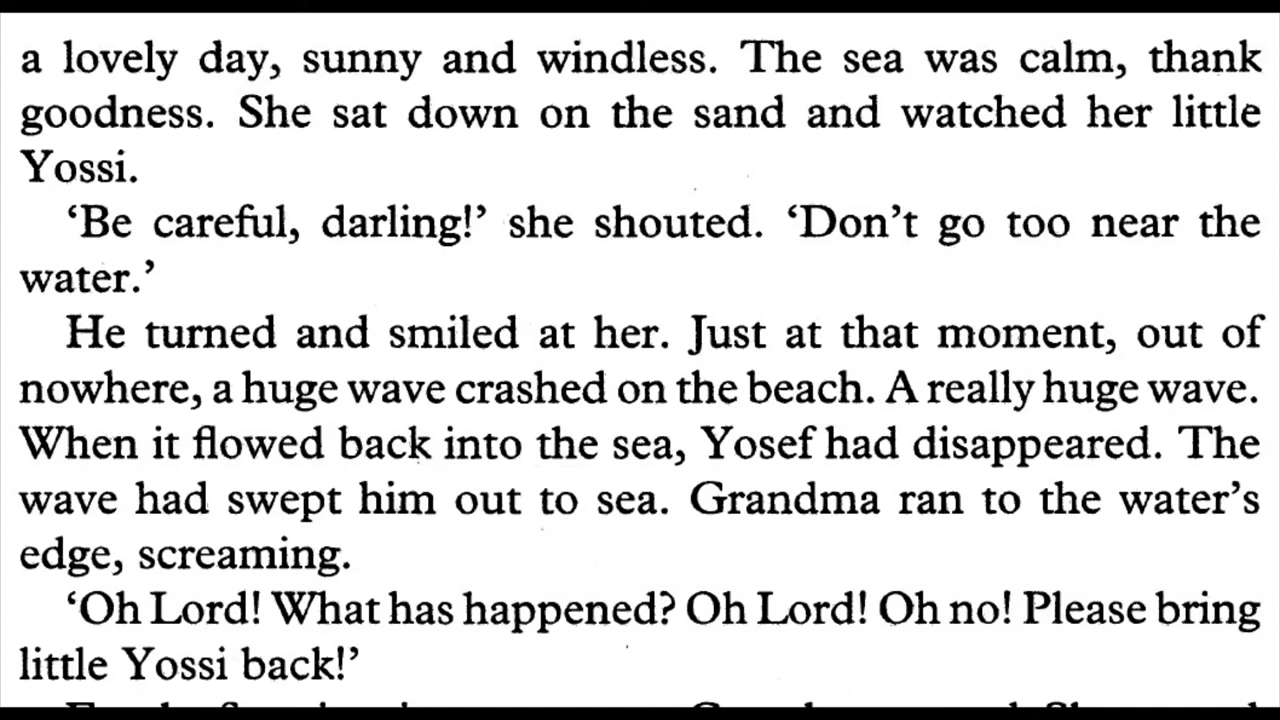 a lovely day, sunny and windless. The sea was calm, thank
goodness. She sat down on the sand and watched her little
Yossi.
‘Be careful, darling!’ she shouted. ‘Don’t go too near the
water.’
He turned and smiled at her. Just at that moment, out of
nowhere, a huge wave crashed on the beach. A really huge wave.
When it flowed back into the sea, Yosef had disappeared. The
wave had swept him out to sea. Grandma ran to the water’s
edge, screaming.
‘Oh Lord! What has happened? Oh Lord! Oh no! Please bring
little Yossi back!’